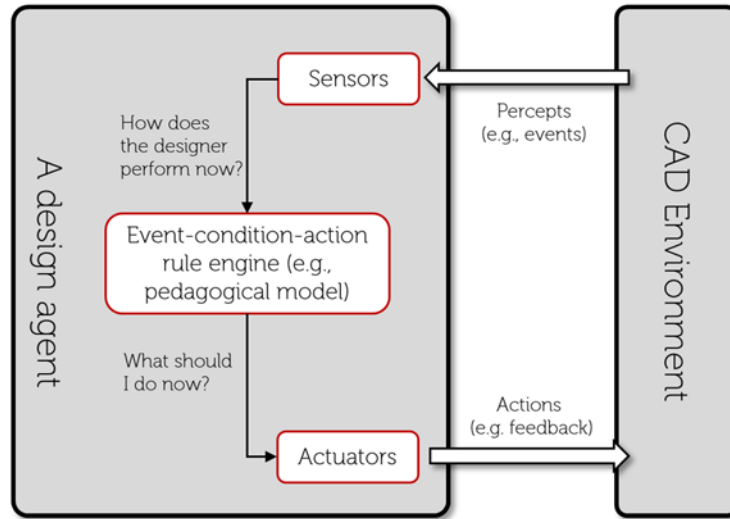 A design agent
Sensors
How does
the designer
perform now?
Event-condition-action
rule engine (e.g.,
pedagogical model)
What should
I do now?
Actuators
Percepts
(e.g., events)
Actions
(e.g. feedback)
CAD Environment